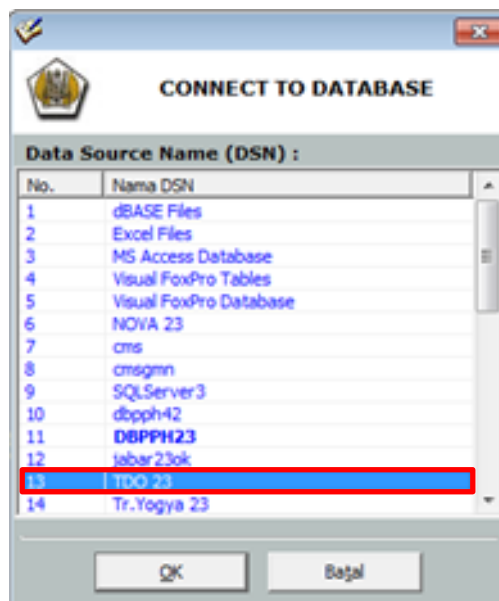 CONNECT TO DATABASE
Data Source Name (DSN) :
No. Nama DSN
1 dBASE Files
2 Excel Files
3 MS Access Database
4 Visual FoxPro Tables
5 Visual FoxPro Database
6 NOVA 23
7 cms
8 cmsgmn
9 SQLServer3
10 dbpph42
11 DBPPH23
12 jabar23ok
13 TDO 23
14 Tr.Yogya 23
OK Batal